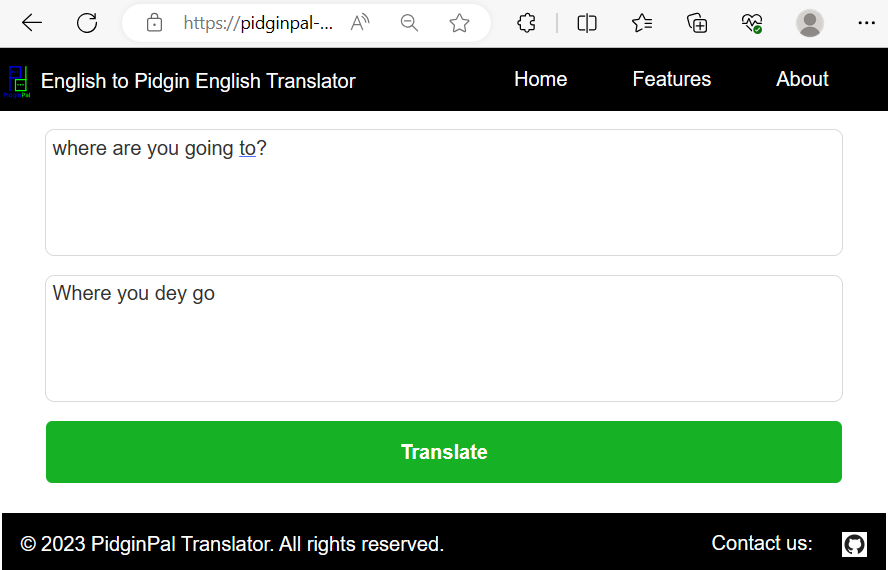 https://pidginpal-...
English to Pidgin English Translator
Home
Features
About
where are you going to?
Where you dey go
Translate
© 2023 PidginPal Translator. All rights reserved.
Contact us: